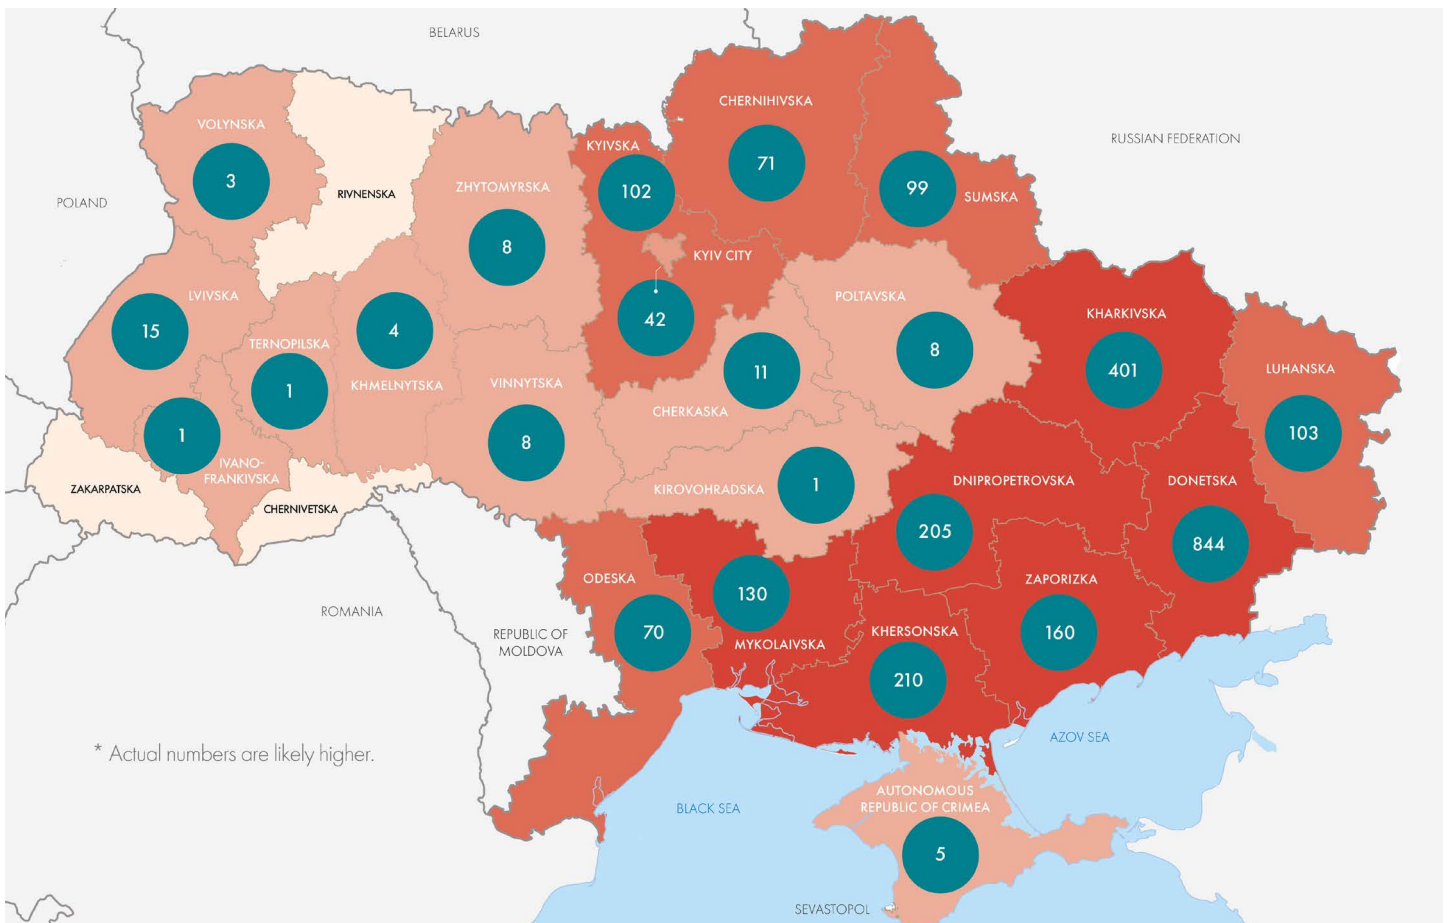 BELARUS
CHERNIHIVSKA
VOLYNSKA
71
RUSSIAN FEDERATION
KYIVSKA
3
102
99
ZHYTOMYRSKA
RIVNENSKA
SUMSKA
POLAND
8
KYIV CITY
LVIVSKA
POLTAVSKA
42
KHARKIVSKA
15
4
TERNOPILSKA
8
11
401
LUHANSKA
VINNYTSKA
KHMELNYTSKA
1
CHERKASKA
103
1
8
IVANO-
FRANKIVSKA
ZAKARPATSKA
KIROVOHRADSKA
1
DNIPROPETROVSKA
DONETSKA
CHERNIVETSKA
205
844
ODESKA
130
ZAPORIZKA
ROMANIA
REPUBLIC OF
MOLDOVA
70
MYKOLAIVSKA
KHERSONSKA
160
210
* Actual numbers are likely higher.
AZOV SEA
BLACK SEA
AUTONOMOUS
REPUBLIC OF CRIMEA
5
SEVASTOPOL